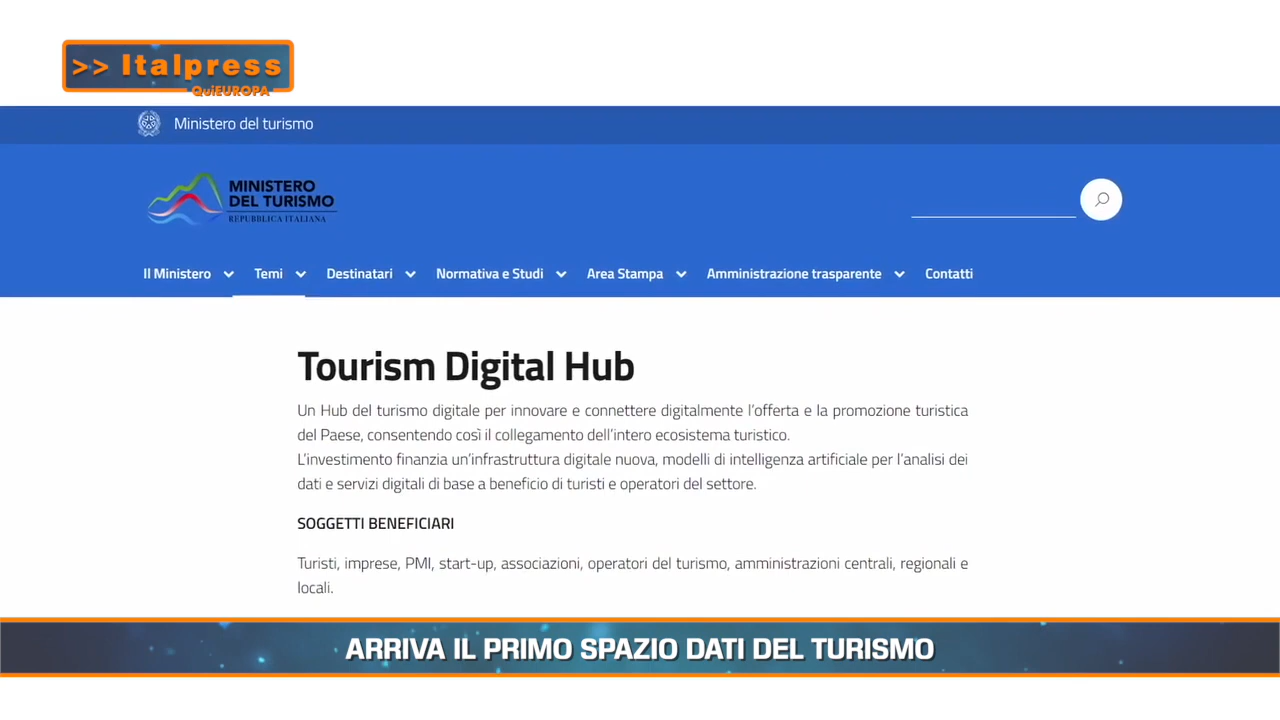 >> Italpress
QuiEUROPA
Ministero del turismo
MINISTERO
DEL TURISMO
REPUBBLICA ITALIANA
Il Ministero Temi Destinatari Normativa e Studi Area Stampa Amministrazione trasparente Contatti
Tourism Digital Hub
Un Hub del turismo digitale per innovare e connettere digitalmente l’offerta e la promozione turistica
del Paese, consentendo così il collegamento dell’intero ecosistema turistico.
L’investimento finanzia un’infrastruttura digitale nuova, modelli di intelligenza artificiale per l’analisi dei
dati e servizi digitali di base a beneficio di turisti e operatori del settore.
SOGGETTI BENEFICIARI
Turisti, imprese, PMI, start-up, associazioni, operatori del turismo, amministrazioni centrali, regionali e
locali.
ARRIVA IL PRIMO SPAZIO DATI DEL TURISMO